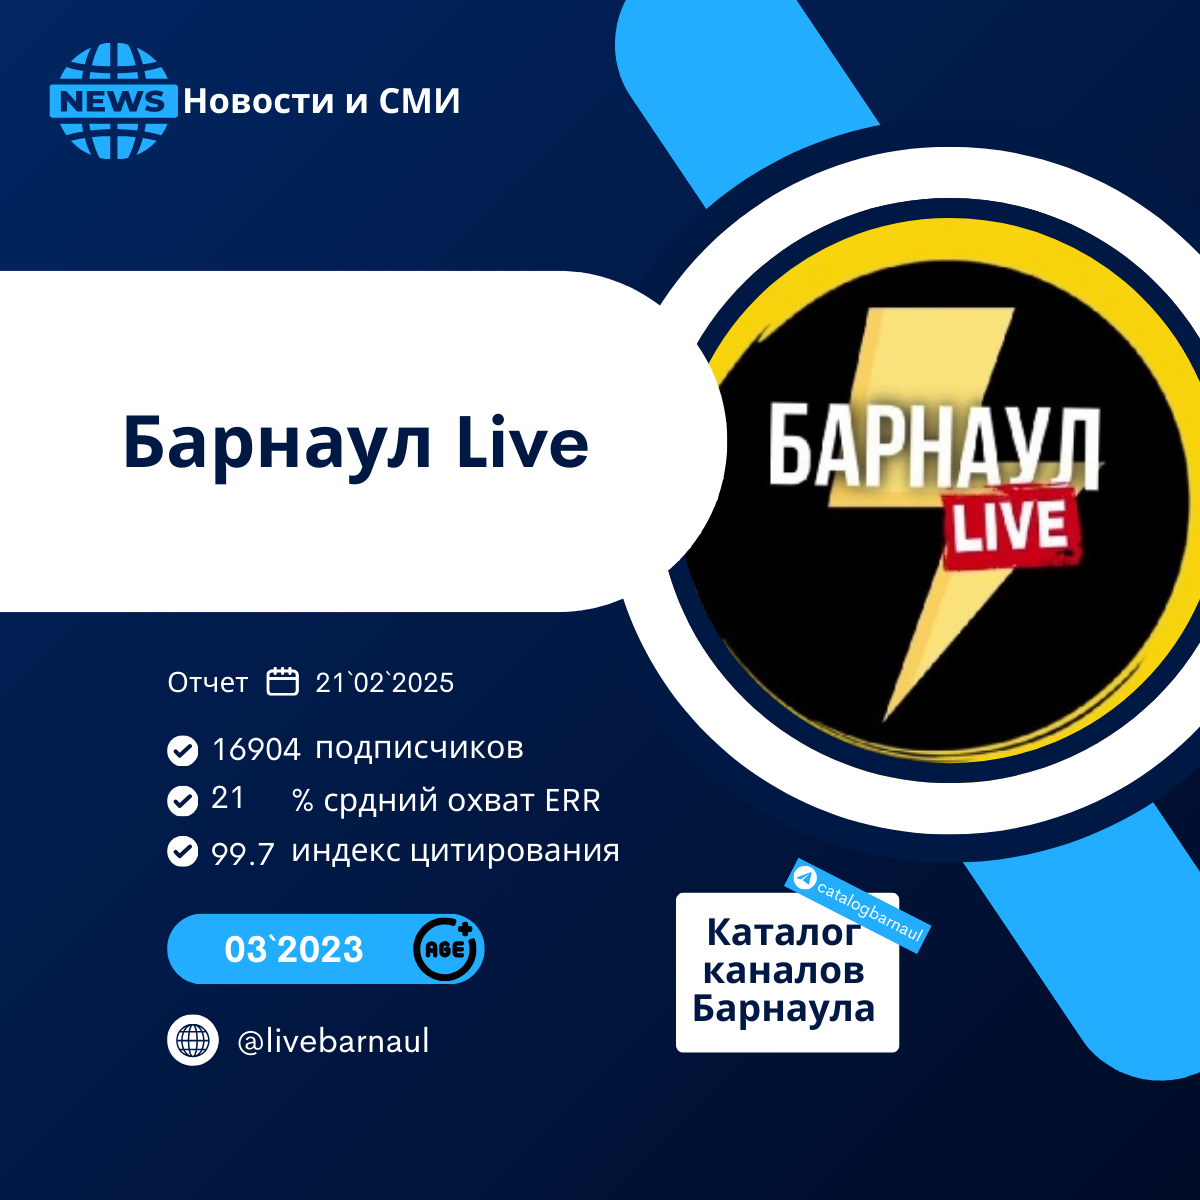 NEWS Новости и СМИ
Барнаул Live
БАРНАУЛ
LIVE
Отчет 21`02`2025
16904 подписчиков
21 % срдний охват ERR
99.7 индекс цитирования
03`2023 AGE+
@livebarnaul
catalogbarnaul
Каталог
каналов
Барнаула